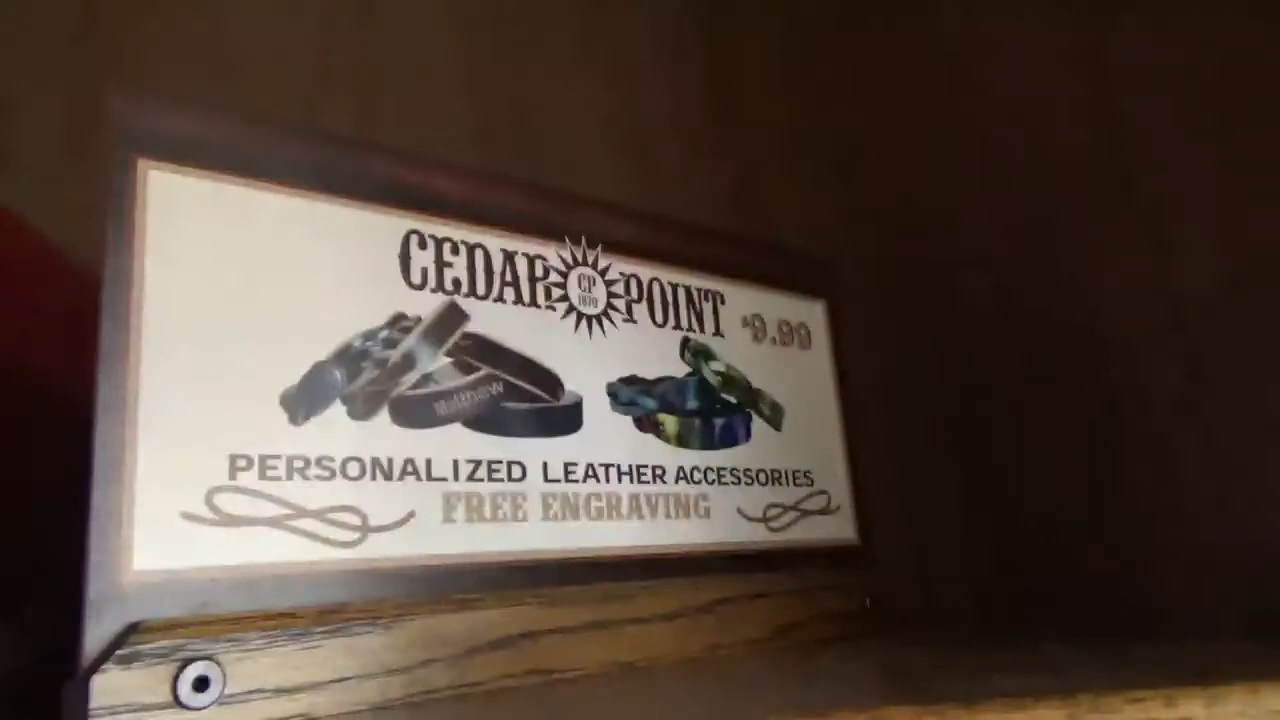 CEDAR POINT
CP
1870
$9.99
Matthew
PERSONALIZED LEATHER ACCESSORIES
FREE ENGRAVING